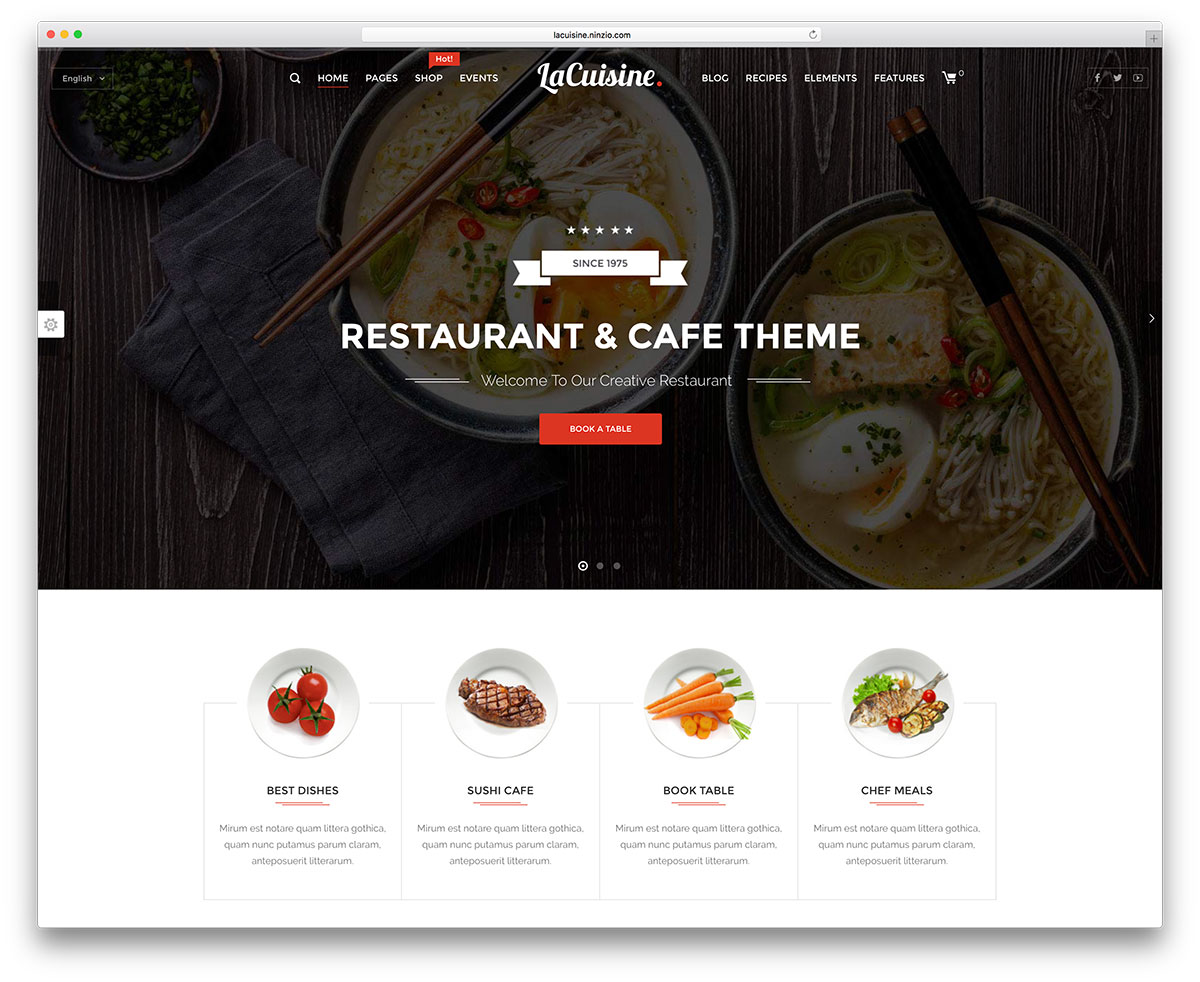 lacuisine.ninzio.com
English
Hot!
HOME PAGES SHOP EVENTS LaCuisine. BLOG RECIPES ELEMENTS FEATURES 0
SINCE 1975
RESTAURANT & CAFE THEME
Welcome To Our Creative Restaurant
BOOK A TABLE
BEST DISHES
Mirum est notare quam littera gothica,
quam nunc putamus parum claram,
anteposuerit litterarum.
SUSHI CAFE
Mirum est notare quam littera gothica,
quam nunc putamus parum claram,
anteposuerit litterarum.
BOOK TABLE
Mirum est notare quam littera gothica,
quam nunc putamus parum claram,
anteposuerit litterarum.
CHEF MEALS
Mirum est notare quam littera gothica,
quam nunc putamus parum claram,
anteposuerit litterarum.